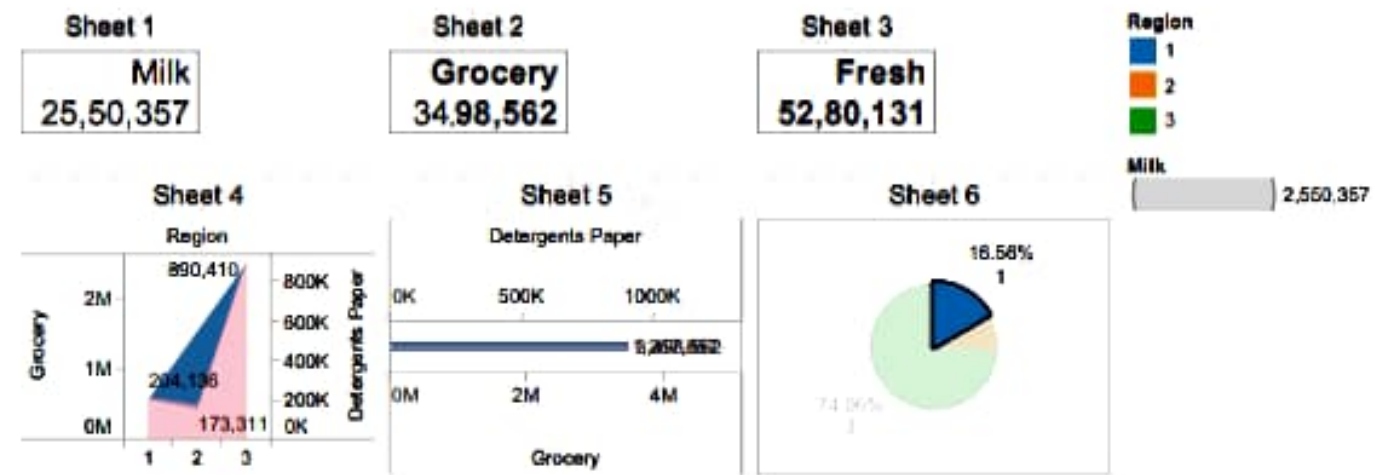 Sheet 1
Milk
25,50,357
Sheet 2
Grocery
34,98,562
Sheet 3
Fresh
52,80,131
Region
1
2
3
Milk
2,550,357
Sheet 4
Region
Grocery
2M
1M
0M
890,410
204,136
173,311
800K
600K
400K
200K
0K
Detergents Paper
1
2
3
Sheet 5
Detergents Paper
0K
500K
1000K
0M
2M
4M
Grocery
Sheet 6
16.56%
1